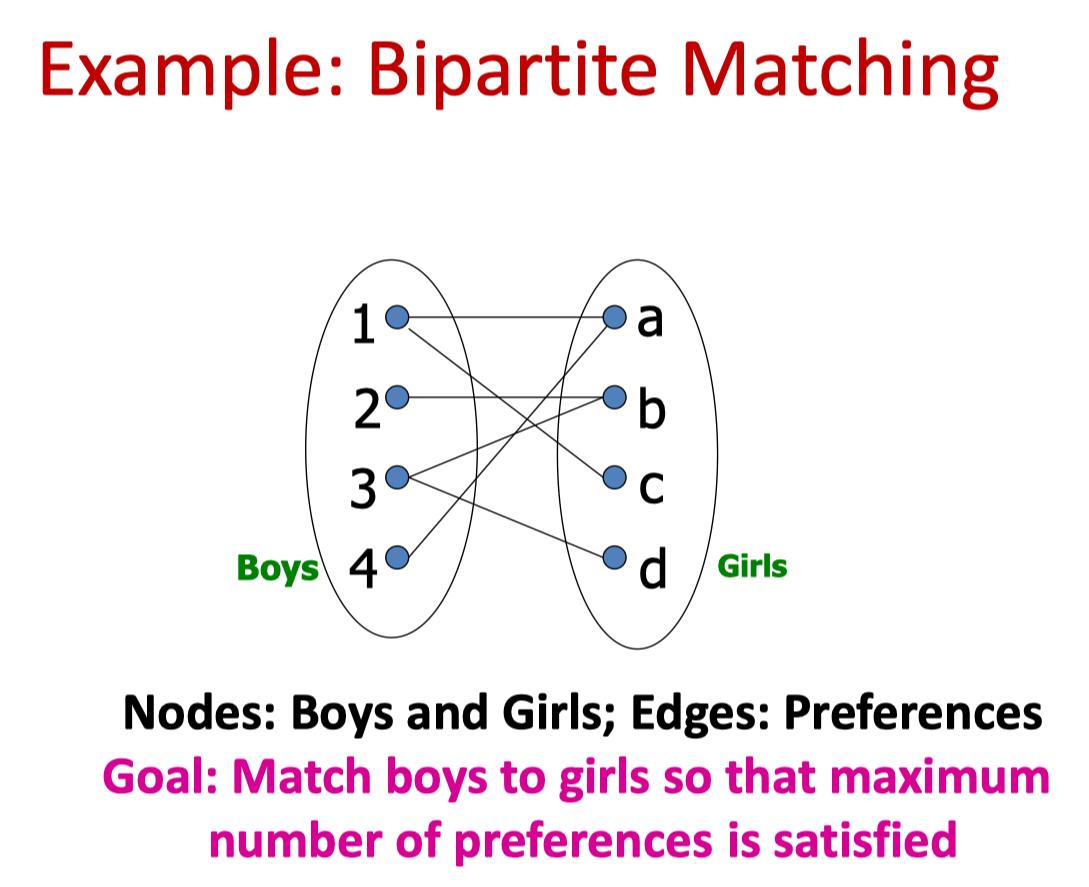 Example: Bipartite Matching
1
a
2
b
3
c
Boys
4
d
Girls
Nodes: Boys and Girls; Edges: Preferences
Goal: Match boys to girls so that maximum
number of preferences is satisfied